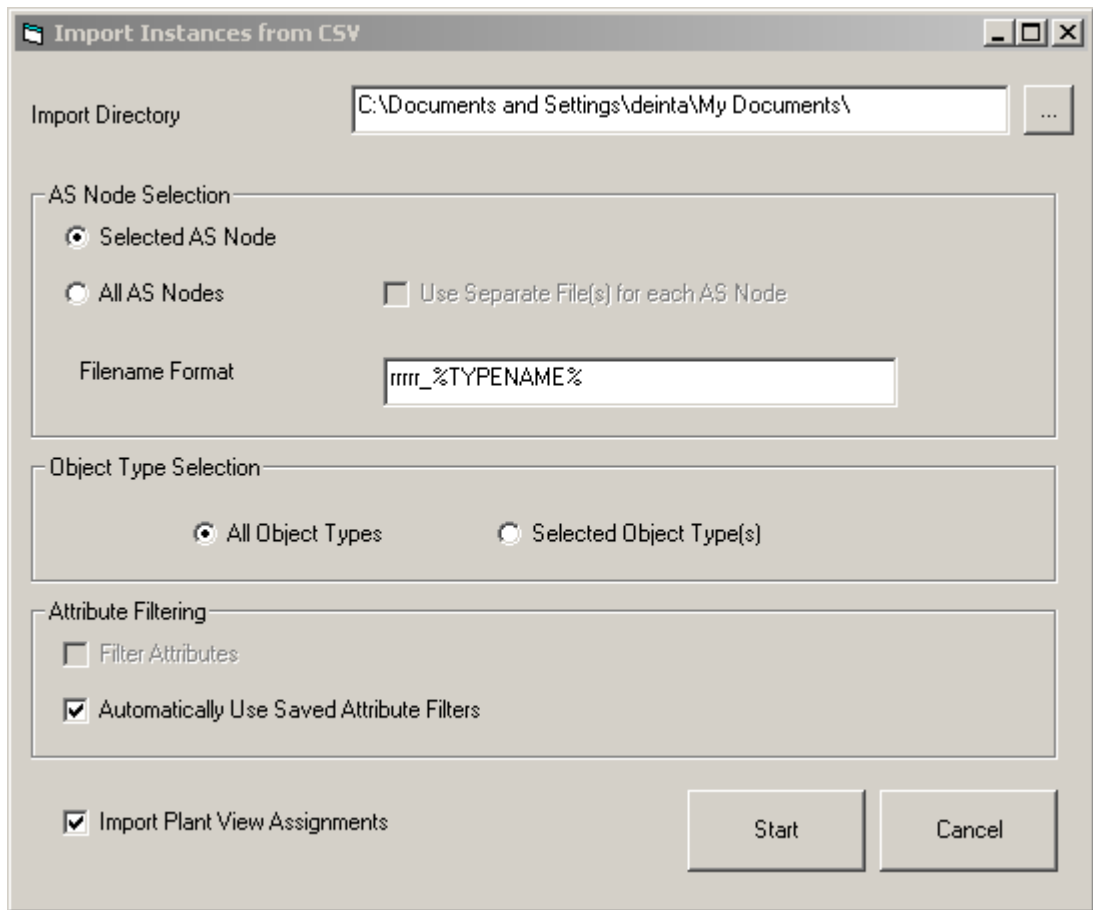 Import Instances from CSV
Import Directory
C:\Documents and Settings\deinta\My Documents\
...
AS Node Selection
Selected AS Node
All AS Nodes
Use Separate File(s) for each AS Node
Filename Format
rrrrr_%TYPENAME%
Object Type Selection
All Object Types
Selected Object Type(s)
Attribute Filtering
Filter Attributes
Automatically Use Saved Attribute Filters
Import Plant View Assignments
Start
Cancel